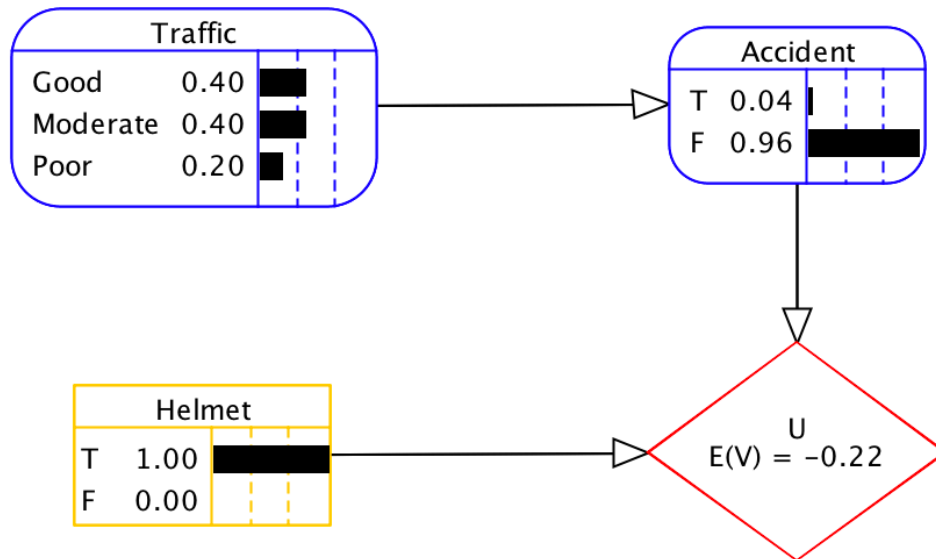 Traffic
Good 0.40
Moderate 0.40
Poor 0.20
Accident
T 0.04
F 0.96
Helmet
T 1.00
F 0.00
U
E(V) = -0.22